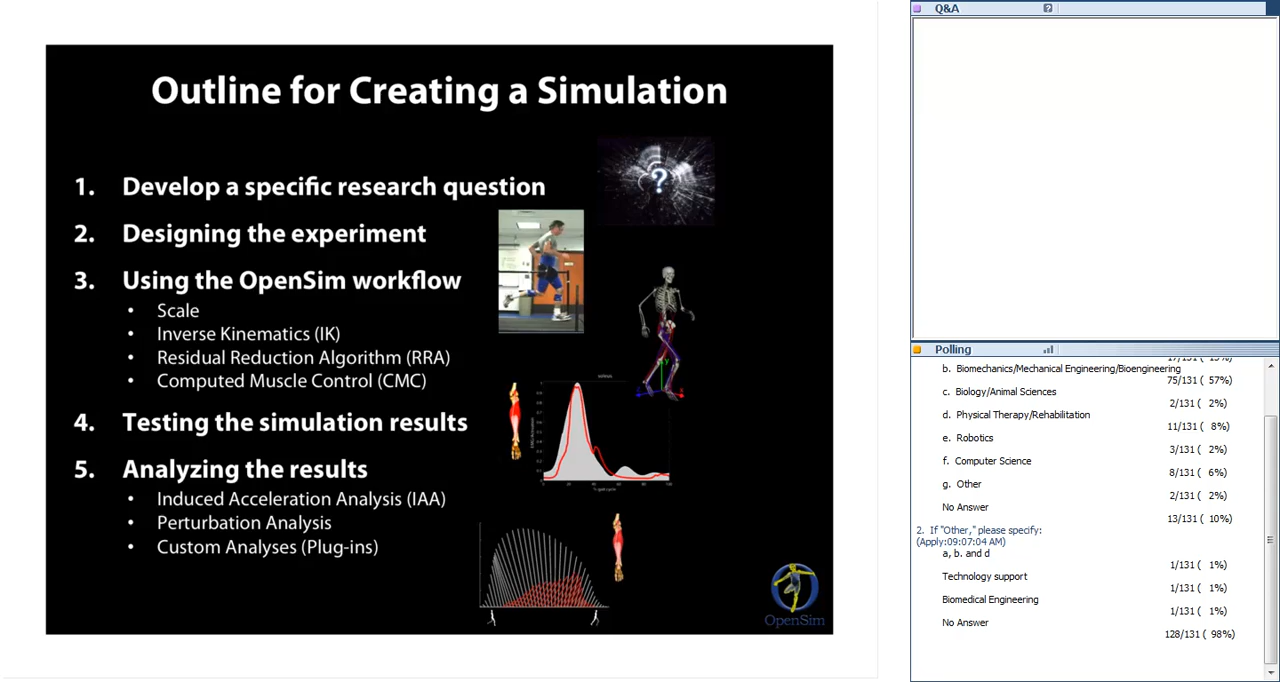 Outline for Creating a Simulation
1. Develop a specific research question
2. Designing the experiment
3. Using the OpenSim workflow
• Scale
• Inverse Kinematics (IK)
• Residual Reduction Algorithm (RRA)
• Computed Muscle Control (CMC)
4. Testing the simulation results
5. Analyzing the results
• Induced Acceleration Analysis (IAA)
• Perturbation Analysis
• Custom Analyses (Plug-ins)
?
OpenSim
Q&A
Polling
b. Biomechanics/Mechanical Engineering/Bioengineering
75/131 ( 57%)
c. Biology/Animal Sciences
2/131 ( 2%)
d. Physical Therapy/Rehabilitation
11/131 ( 8%)
e. Robotics
3/131 ( 2%)
f. Computer Science
8/131 ( 6%)
g. Other
2/131 ( 2%)
No Answer
13/131 ( 10%)
2. If "Other," please specify:
(Apply:09:07:04 AM)
a, b. and d
1/131 ( 1%)
Technology support
1/131 ( 1%)
Biomedical Engineering
1/131 ( 1%)
No Answer
128/131 ( 98%)